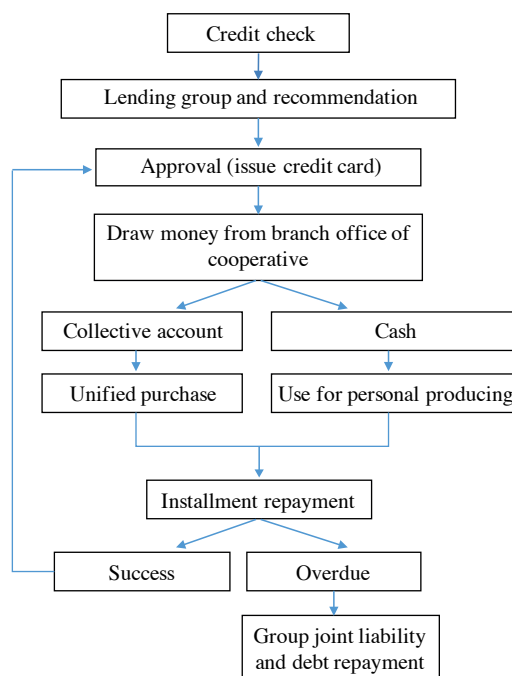 Credit check
Lending group and recommendation
Approval (issue credit card)
Draw money from branch office of
cooperative
Collective account
Cash
Unified purchase
Use for personal producing
Installment repayment
Success
Overdue
Group joint liability
and debt repayment